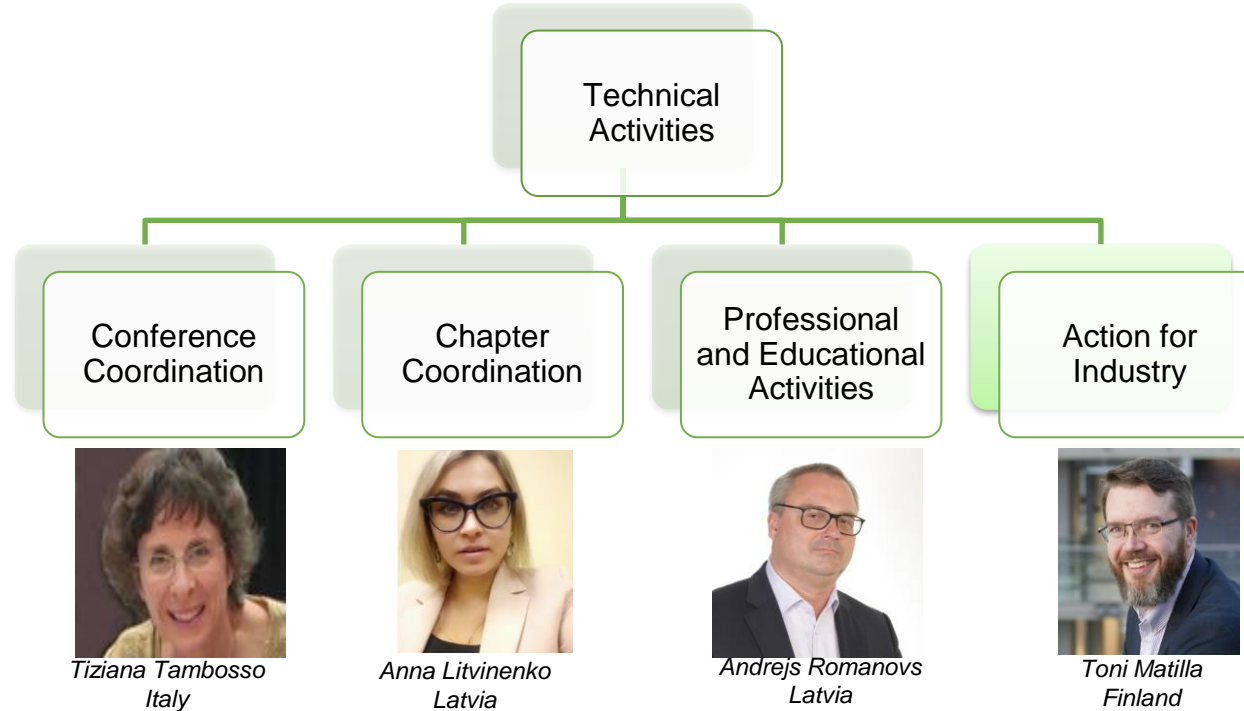 Technical
Activities
Conference
Coordination
Chapter
Coordination
Professional
and Educational
Activities
Action for
Industry
Tiziana Tambosso
Italy
Anna Litvinenko
Latvia
Andrejs Romanovs
Latvia
Toni Matilla
Finland